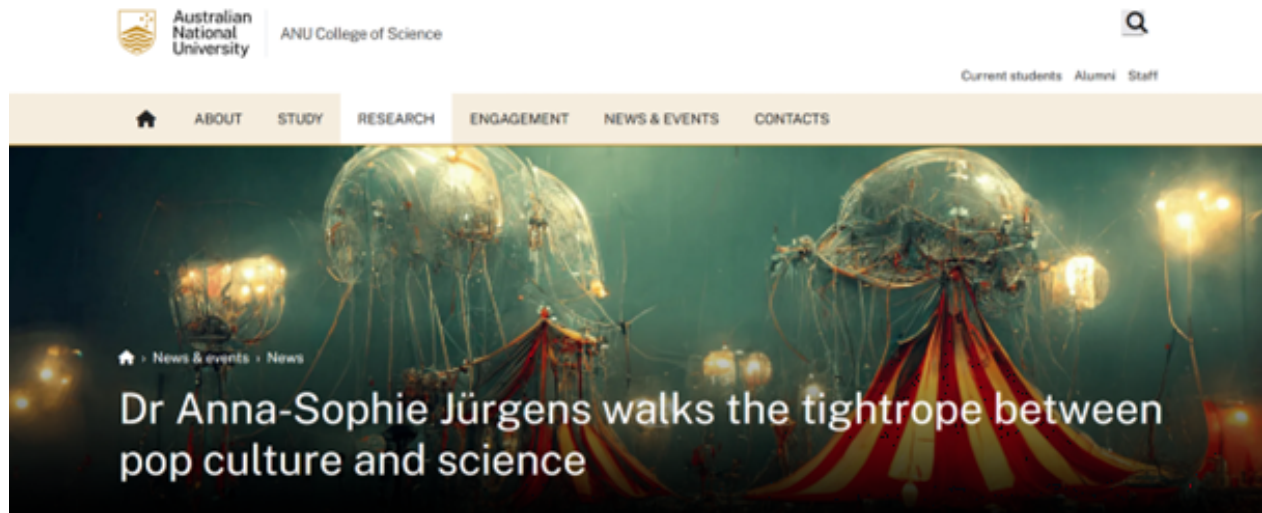 Australian
National
University
ANU College of Science
Current students Alumni Staff
ABOUT STUDY RESEARCH ENGAGEMENT NEWS & EVENTS CONTACTS
› News & events › News
Dr Anna-Sophie Jürgens walks the tightrope between
pop culture and science